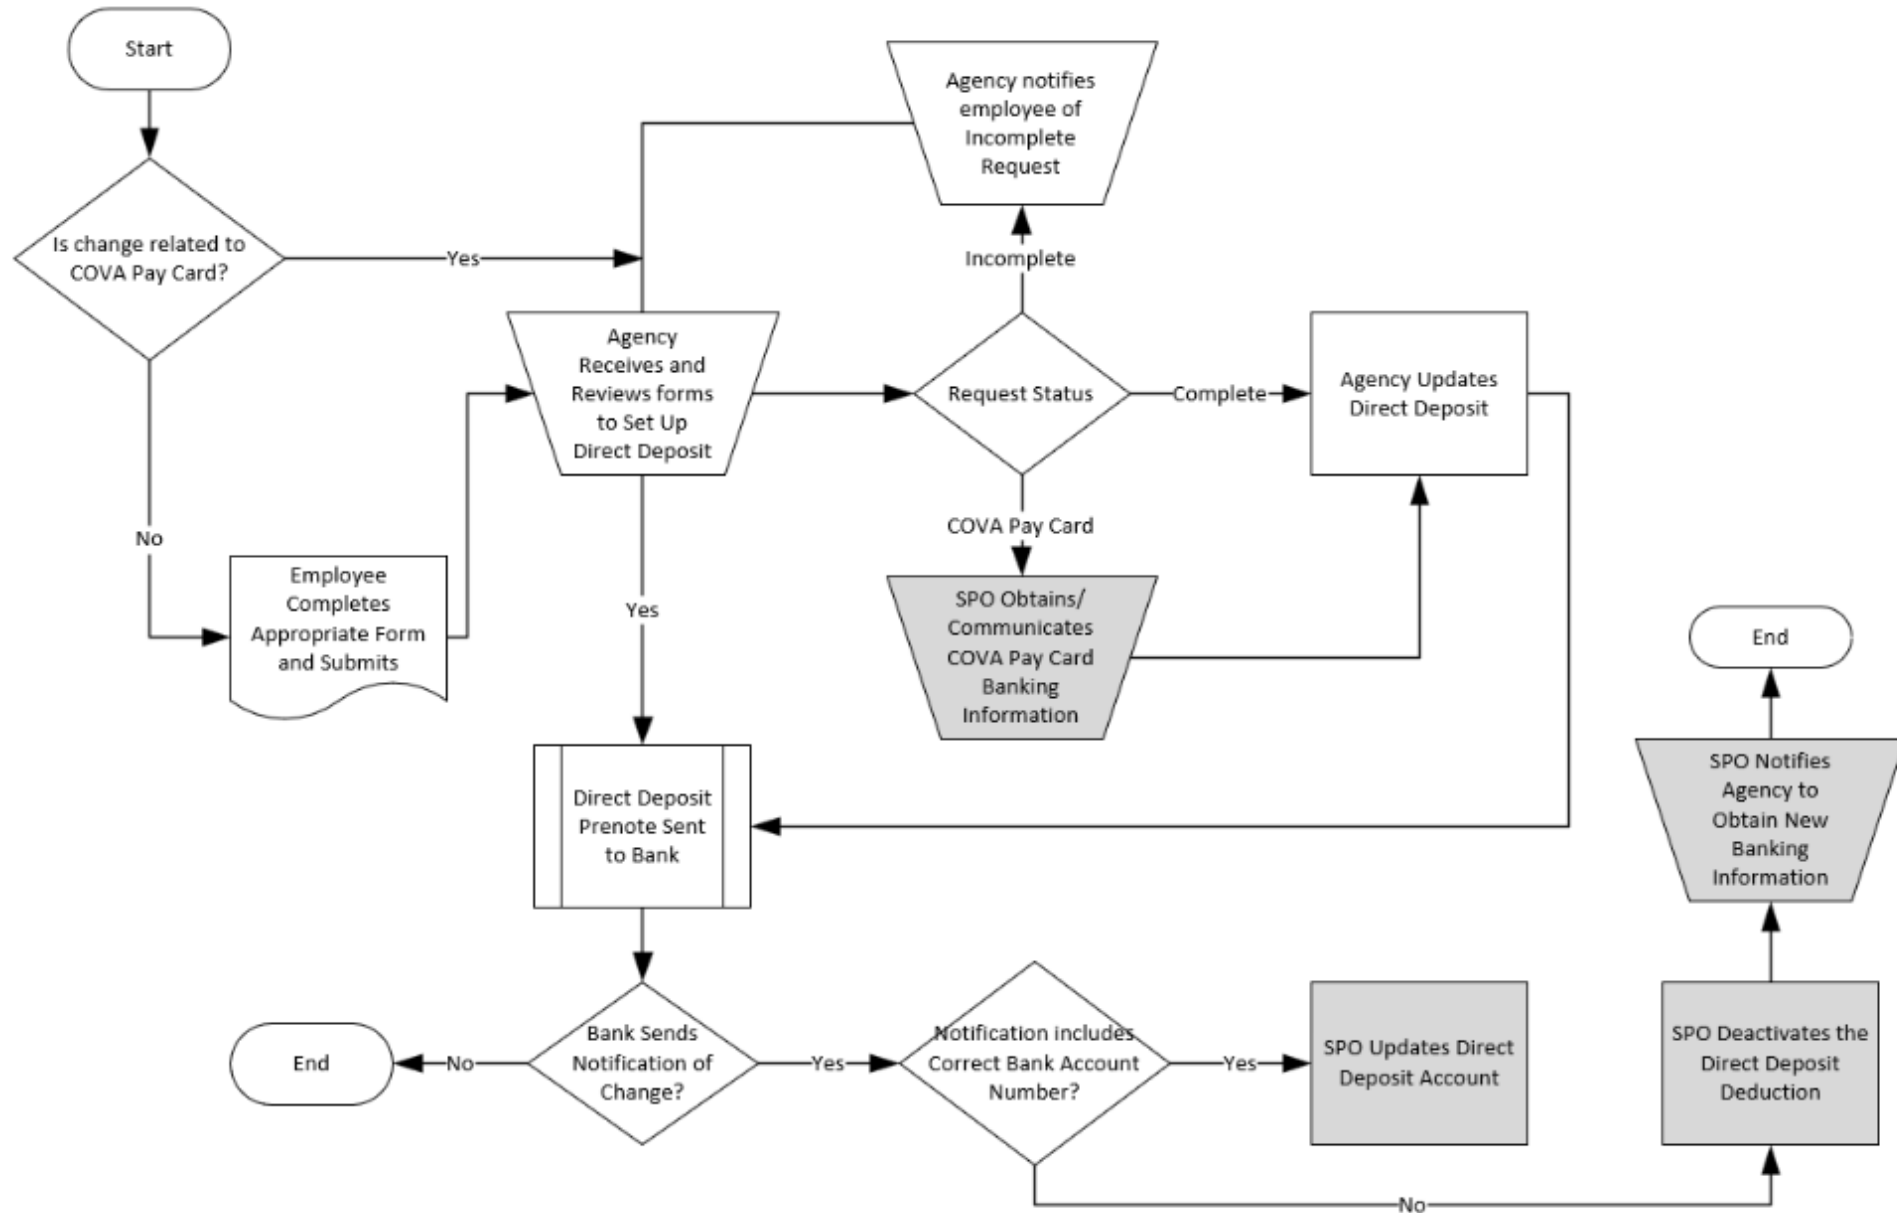 Start
Agency notifies
employee of
Incomplete
Request
Is change related to
COVA Pay Card?
Yes
Incomplete
Agency
Receives and
Reviews forms
to Set Up
Direct Deposit
Request Status
Complete
Agency Updates
Direct Deposit
No
COVA Pay Card
Employee
Completes
Appropriate Form
and Submits
Yes
SPO Obtains/
Communicates
COVA Pay Card
Banking
Information
End
Direct Deposit
Prenote Sent
to Bank
SPO Notifies
Agency to
Obtain New
Banking
Information
End
No
Bank Sends
Notification of
Change?
Yes
Notification includes
Correct Bank Account
Number?
Yes
SPO Updates Direct
Deposit Account
SPO Deactivates the
Direct Deposit
Deduction
No